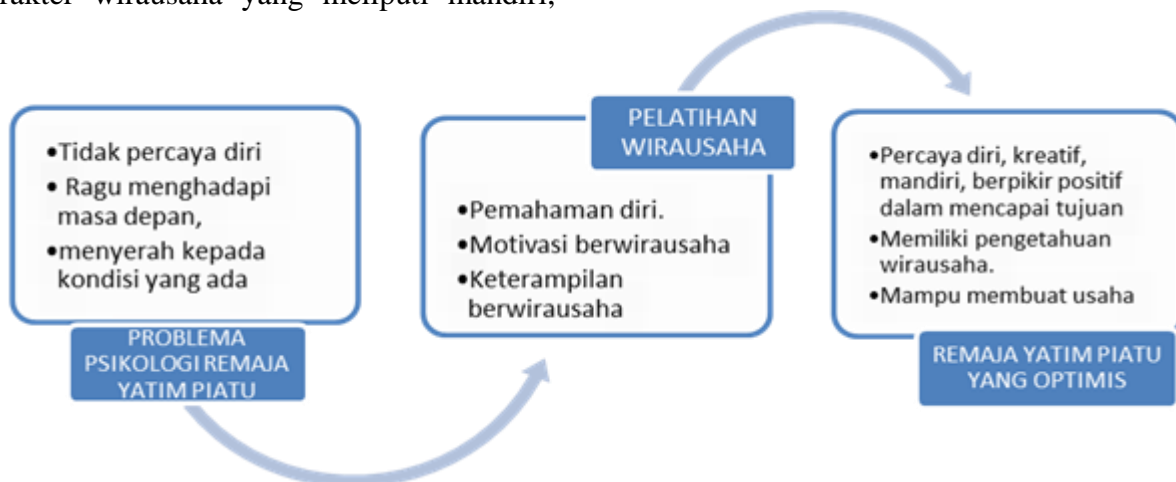 rakter wirausaha yang meliputi mandiri,
•Tidak percaya diri
• Ragu menghadapi
masa depan,
•menyerah kepada
kondisi yang ada
PROBLEMA
PSIKOLOGI REMAJA
YATIM PIATU
PELATIHAN
WIRAUSAHA
•Pemahaman diri.
•Motivasi berwirausaha
•Keterampilan
berwirausaha
•Percaya diri, kreatif,
mandiri, berpikir positif
dalam mencapai tujuan
•Memiliki pengetahuan
wirausaha.
•Mampu membuat usaha
REMAJA YATIM PIATU
YANG OPTIMIS